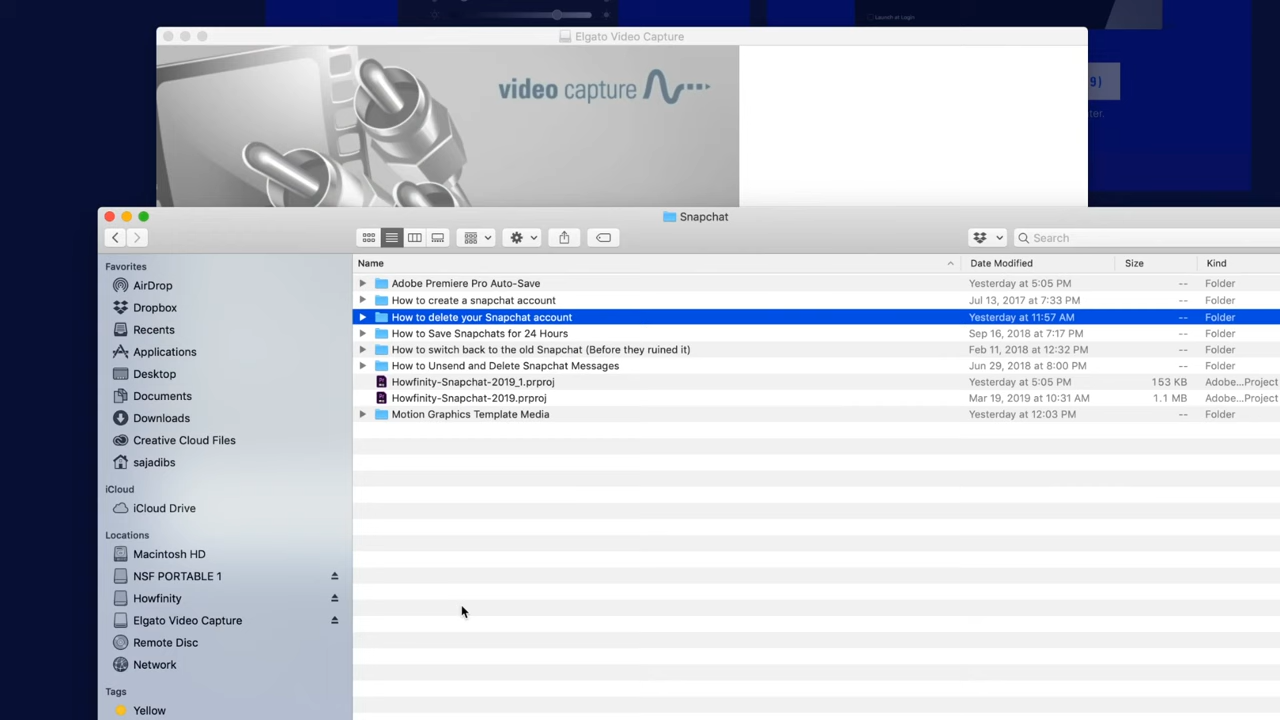 Launch at Login
Elgato Video Capture
video capture
9)
ter.
Snapchat
Search
Favorites
AirDrop
Dropbox
Recents
Applications
Desktop
Documents
Downloads
Creative Cloud Files
sajadibs
iCloud
iCloud Drive
Locations
Macintosh HD
NSF PORTABLE 1
Howfinity
Elgato Video Capture
Remote Disc
Network
Tags
Yellow
Name Date Modified Size Kind
Adobe Premiere Pro Auto-Save Yesterday at 5:05 PM -- Folder
How to create a snapchat account Jul 13, 2017 at 7:33 PM -- Folder
How to delete your Snapchat account Yesterday at 11:57 AM -- Folder
How to Save Snapchats for 24 Hours Sep 16, 2018 at 7:17 PM -- Folder
How to switch back to the old Snapchat (Before they ruined it) Feb 11, 2018 at 12:32 PM -- Folder
How to Unsend and Delete Snapchat Messages Jun 29, 2018 at 8:00 PM -- Folder
Howfinity-Snapchat-2019_1.prproj Yesterday at 5:05 PM 153 KB Adobe...Project
Howfinity-Snapchat-2019.prproj Mar 19, 2019 at 10:31 AM 1.1 MB Adobe...Project
Motion Graphics Template Media Yesterday at 12:03 PM -- Folder